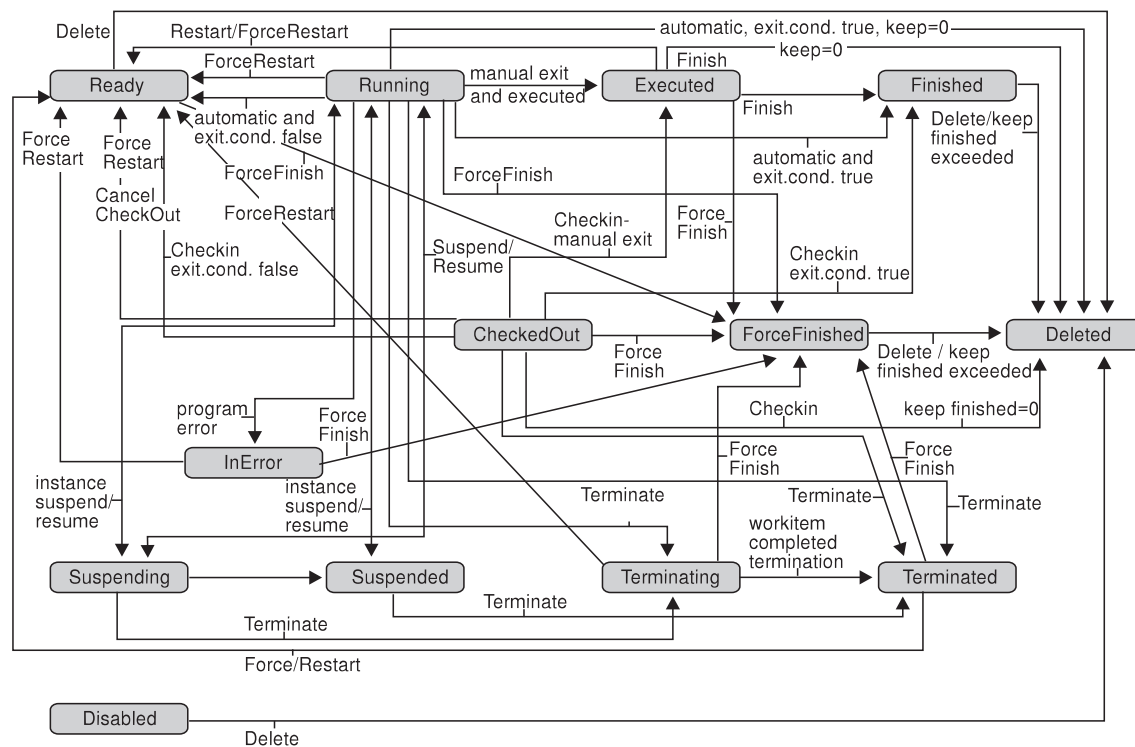 Delete
Restart/ForceRestart
automatic, exit.cond. true, keep=0
keep=0
ForceRestart
Finish
Ready
Running
manual exit
and executed
Executed
Finish
Finished
automatic and
exit.cond. false
Delete/keep
finished
exceeded
Force
Restart
Force
Restart
automatic and
exit.cond. true
ForceFinish
ForceFinish
Cancel
CheckOut
ForceRestart
Checkin-
manual exit
Force
Finish
Suspend/
Resume
Checkin
exit.cond. false
Checkin
exit.cond. true
CheckedOut
ForceFinished
Deleted
Force
Finish
Delete / keep
finished exceeded
program
error
Force
Finish
Checkin
keep finished=0
InError
Force
Finish
Force
Finish
instance
suspend/
resume
instance
suspend/
resume
Terminate
Terminate
Terminate
workitem
completed
termination
Suspending
Suspended
Terminating
Terminated
Terminate
Terminate
Force/Restart
Disabled
Delete